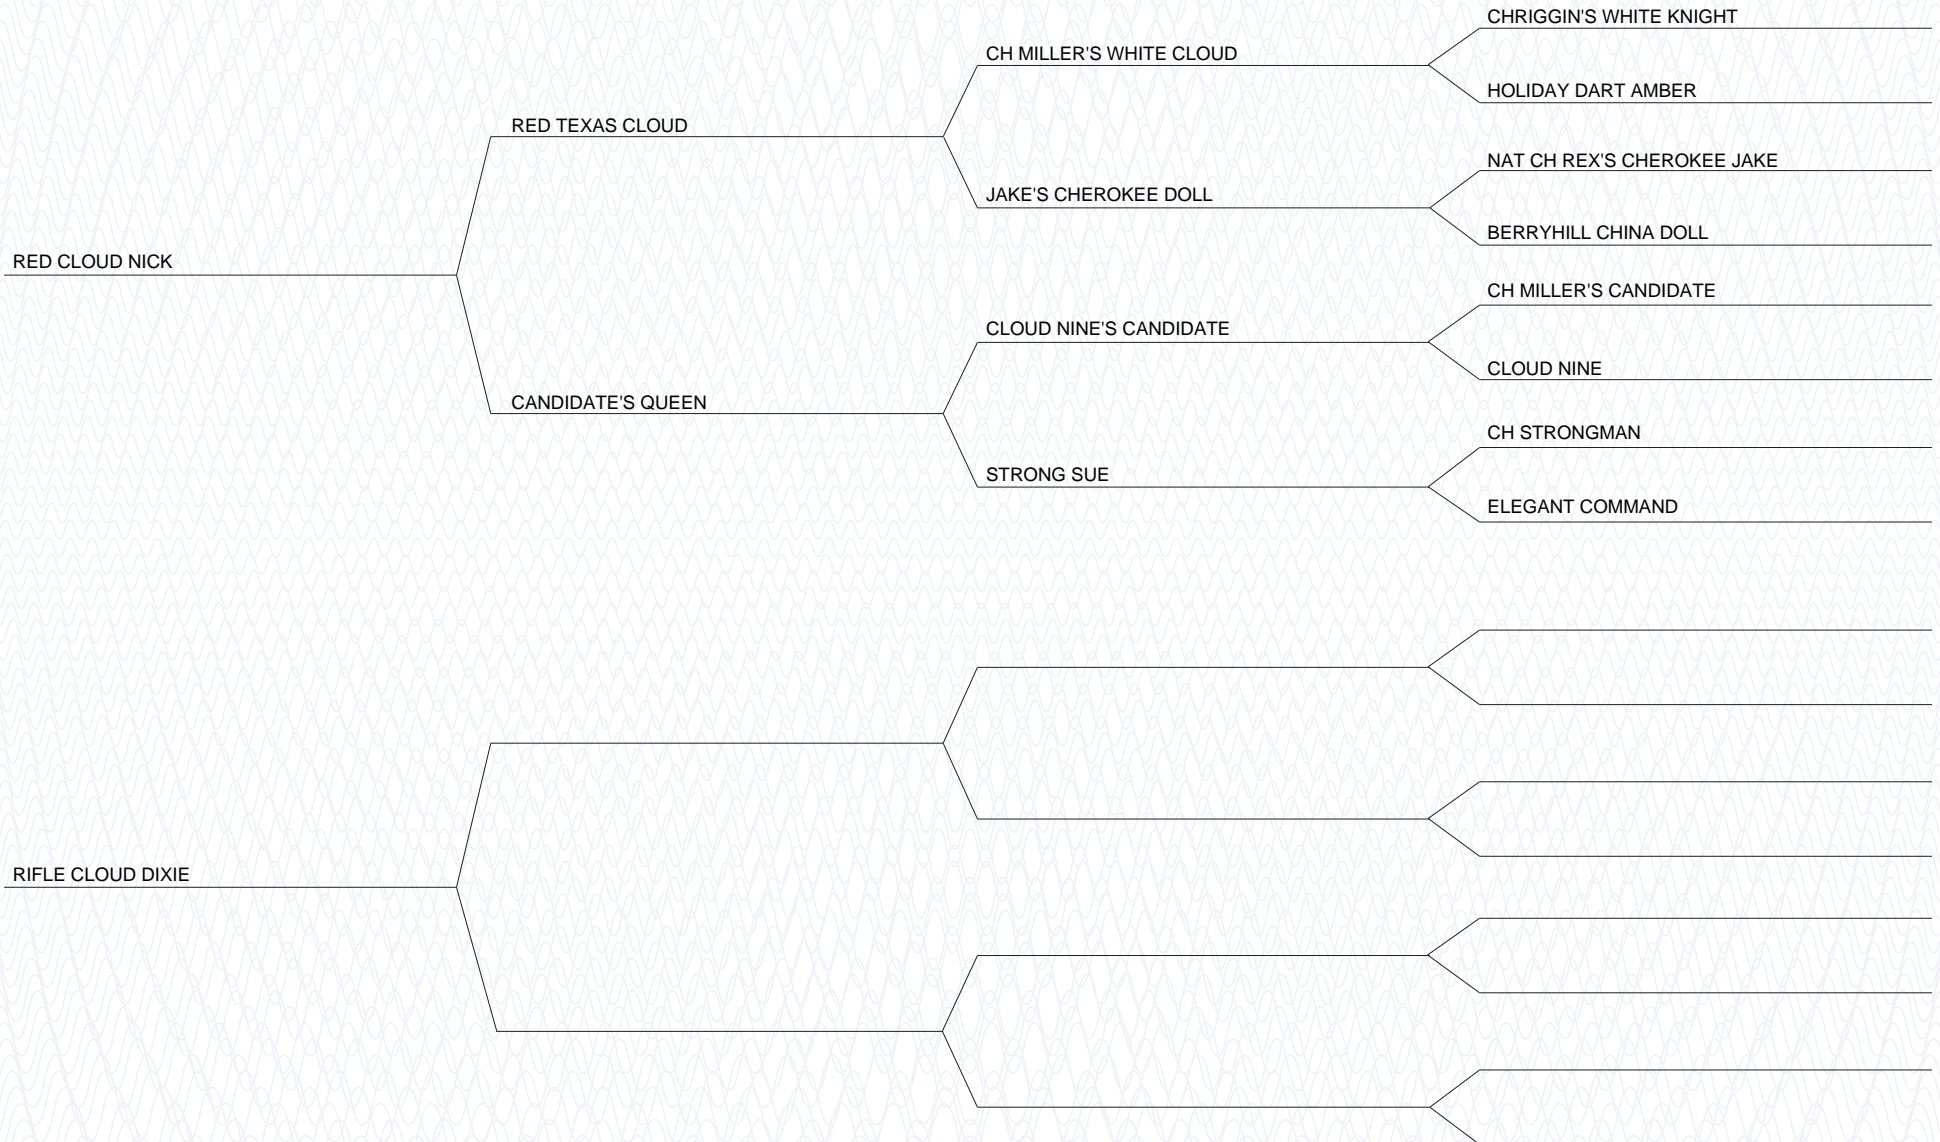 CHRIGGIN'S WHITE KNIGHT
CH MILLER'S WHITE CLOUD
HOLIDAY DART AMBER
RED TEXAS CLOUD
NAT CH REX'S CHEROKEE JAKE
JAKE'S CHEROKEE DOLL
BERRYHILL CHINA DOLL
RED CLOUD NICK
CH MILLER'S CANDIDATE
CLOUD NINE'S CANDIDATE
CLOUD NINE
CANDIDATE'S QUEEN
CH STRONGMAN
STRONG SUE
ELEGANT COMMAND
RIFLE CLOUD DIXIE